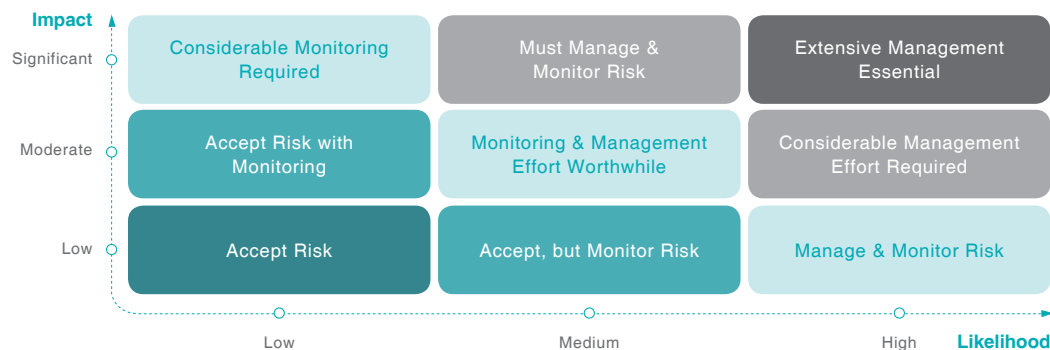 Impact
Significant
Considerable Monitoring
Required
Must Manage &
Monitor Risk
Extensive Management
Essential
Moderate
Accept Risk with
Monitoring
Monitoring & Management
Effort Worthwhile
Considerable Management
Effort Required
Low
Accept Risk
Accept, but Monitor Risk
Manage & Monitor Risk
Low
Medium
High
Likelihood